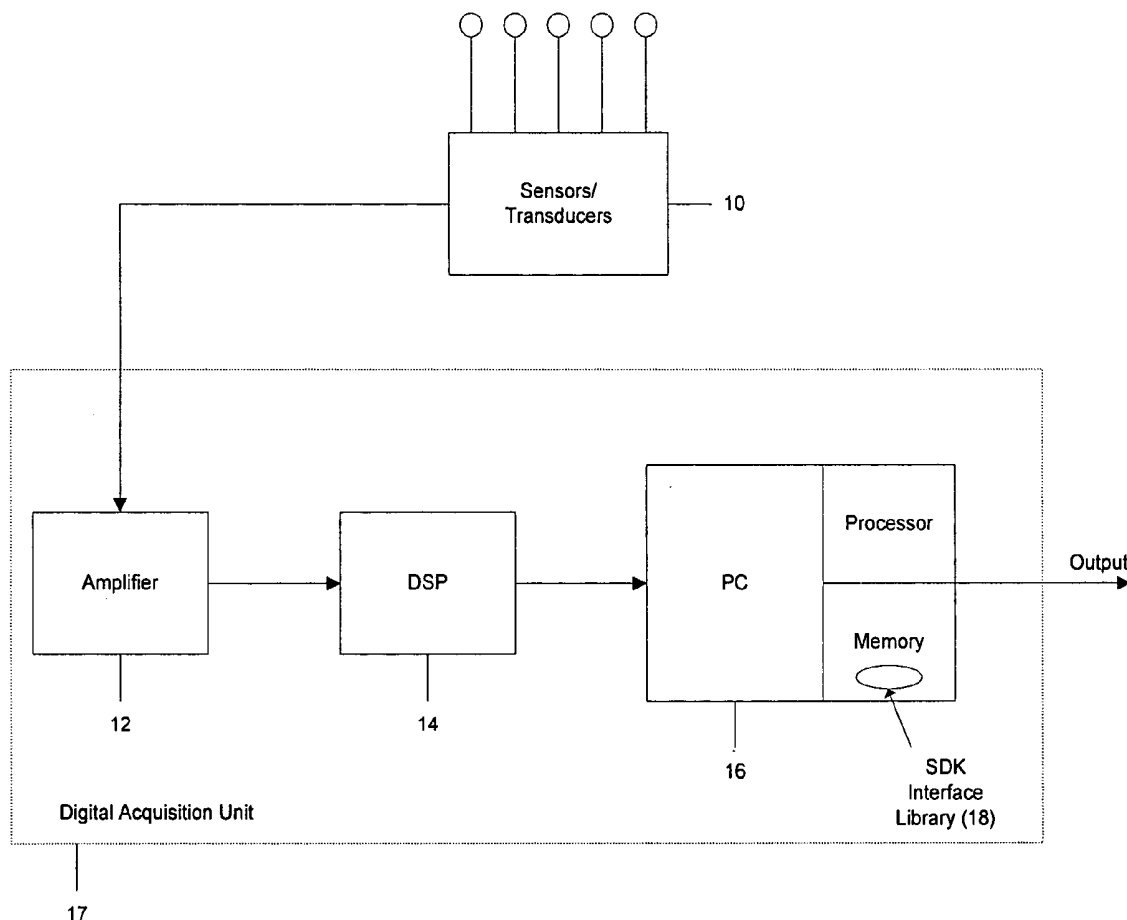 Sensors/
Transducers
10
Amplifier
DSP
PC
Processor
Memory
Output
12
14
16
SDK
Interface
Library (18)
Digital Acquisition Unit
17